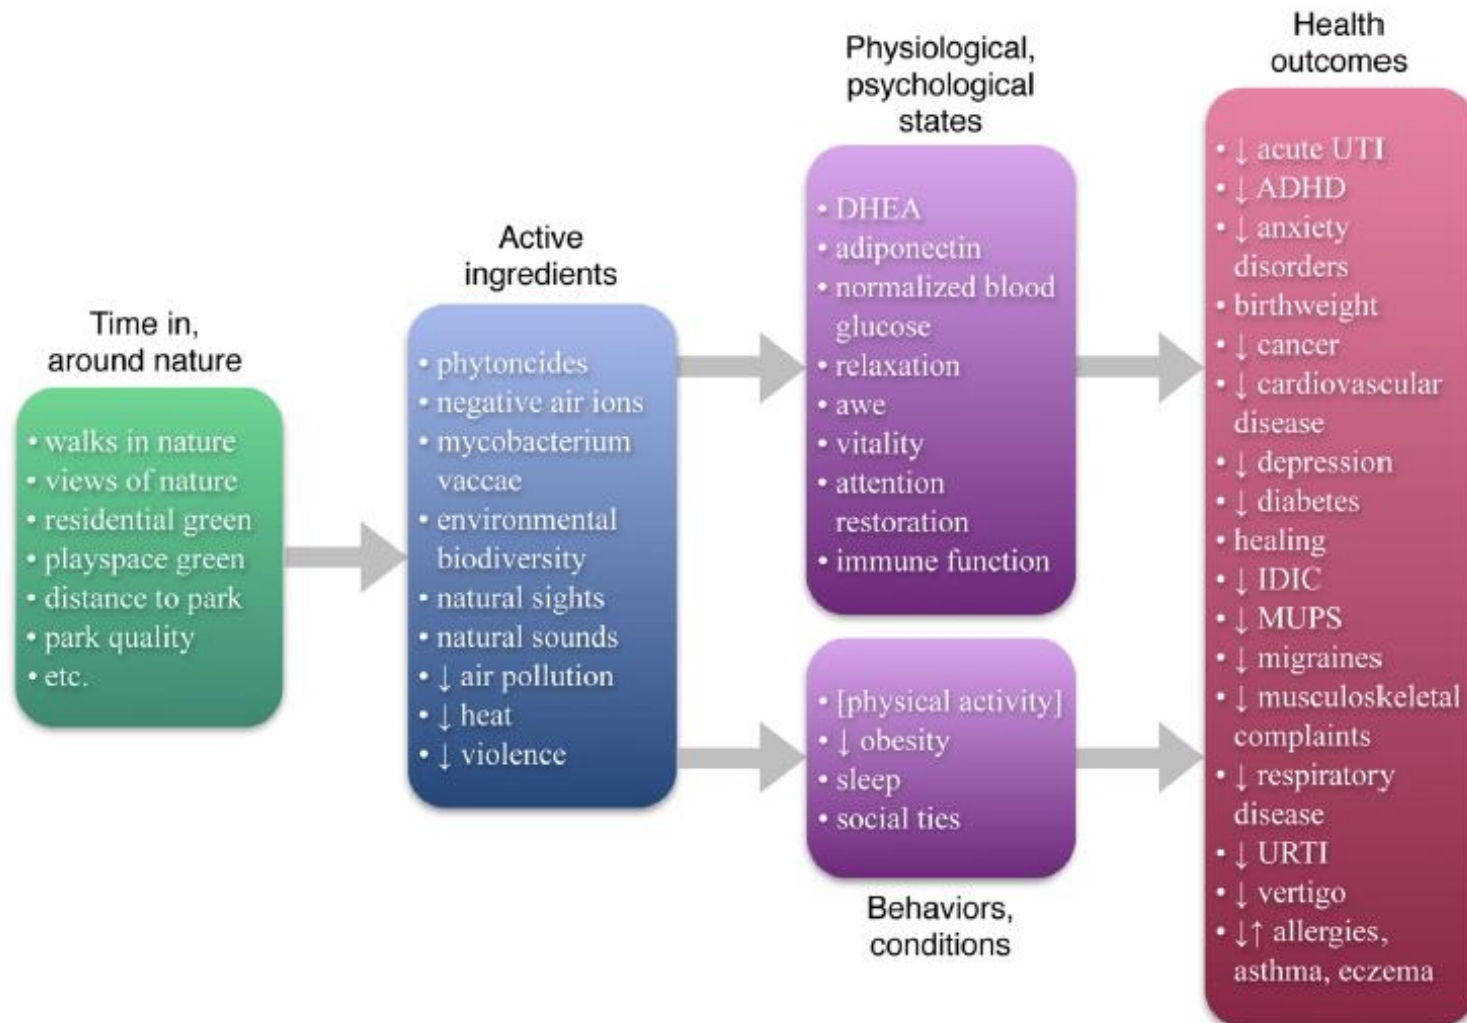 Time in,
around nature
• walks in nature
• views of nature
• residential green
• playspace green
• distance to park
• park quality
• etc.
Active
ingredients
• phytoncides
• negative air ions
• mycobacterium
vaccae
• environmental
biodiversity
• natural sights
• natural sounds
• ↓ air pollution
• ↓ heat
• ↓ violence
Physiological,
psychological
states
• DHEA
• adiponectin
• normalized blood
glucose
• relaxation
• awe
• vitality
• attention
restoration
• immune function
• [physical activity]
• ↓ obesity
• sleep
• social ties
Behaviors,
conditions
Health
outcomes
• ↓ acute UTI
• ↓ ADHD
• ↓ anxiety
disorders
• birthweight
• ↓ cancer
• ↓ cardiovascular
disease
• ↓ depression
• ↓ diabetes
• healing
• ↓ IDIC
• ↓ MUPS
• ↓ migraines
• ↓ musculoskeletal
complaints
• ↓ respiratory
disease
• ↓ URTI
• ↓ vertigo
• ↓↑ allergies,
asthma, eczema